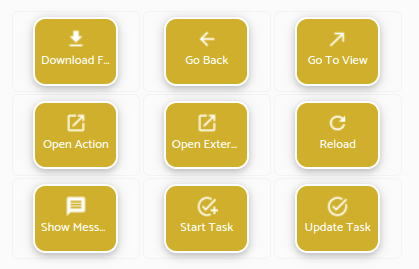 Download F...
Go Back
Go To View
Open Action
Open Exter...
Reload
Show Mess...
Start Task
Update Task